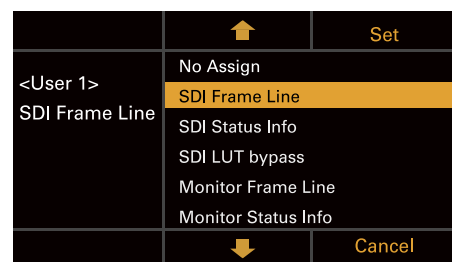 Set
<User 1>
SDI Frame Line
No Assign
SDI Frame Line
SDI Status Info
SDI LUT bypass
Monitor Frame Line
Monitor Status Info
Cancel